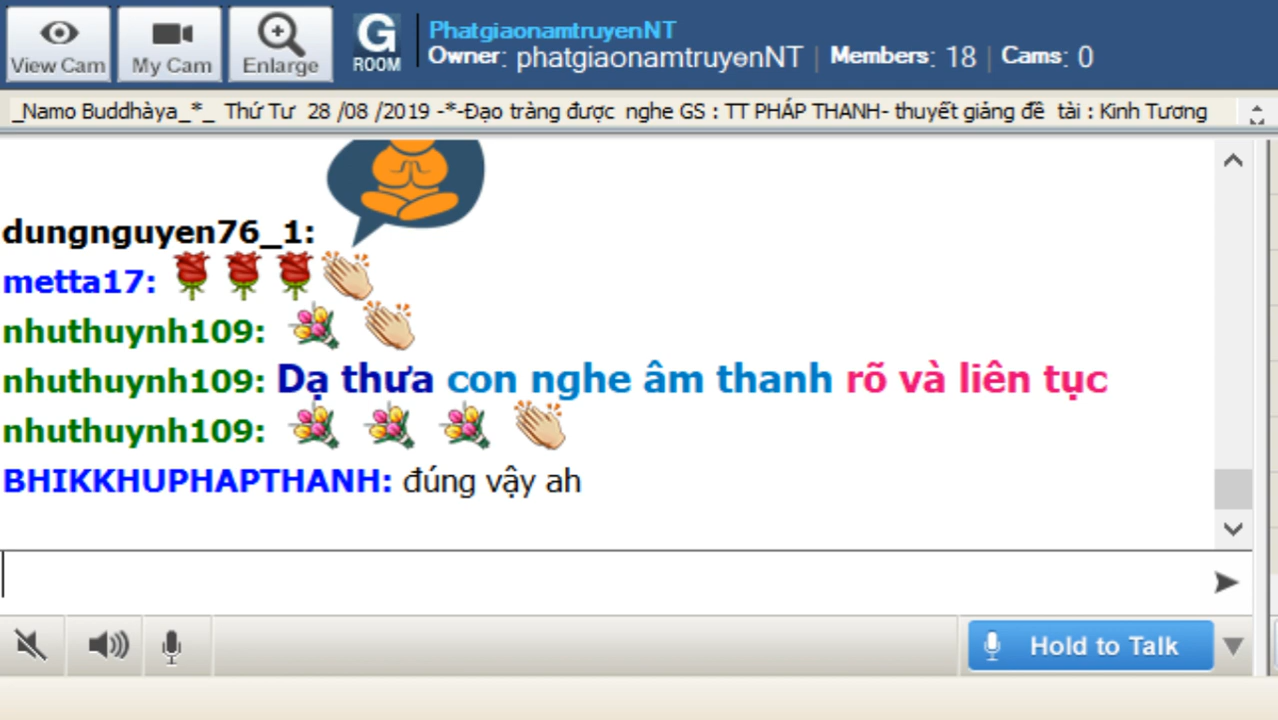 View Cam
My Cam
Enlarge
G
ROOM
PhatgiaonamtruyenNT
Owner: phatgiaonamtruyenNT | Members: 18 | Cams: 0
_Namo Buddhàya_*_ Thứ Tư 28 /08 /2019 -*-Đạo tràng được nghe GS : TT PHÁP THANH- thuyết giảng đề tài : Kinh Tương
dungnguyen76_1:
metta17:
nhuthuynh109:
nhuthuynh109: Dạ thưa con nghe âm thanh rõ và liên tục
nhuthuynh109:
BHIKKHUPHAPTHANH: đúng vậy ah
Hold to Talk